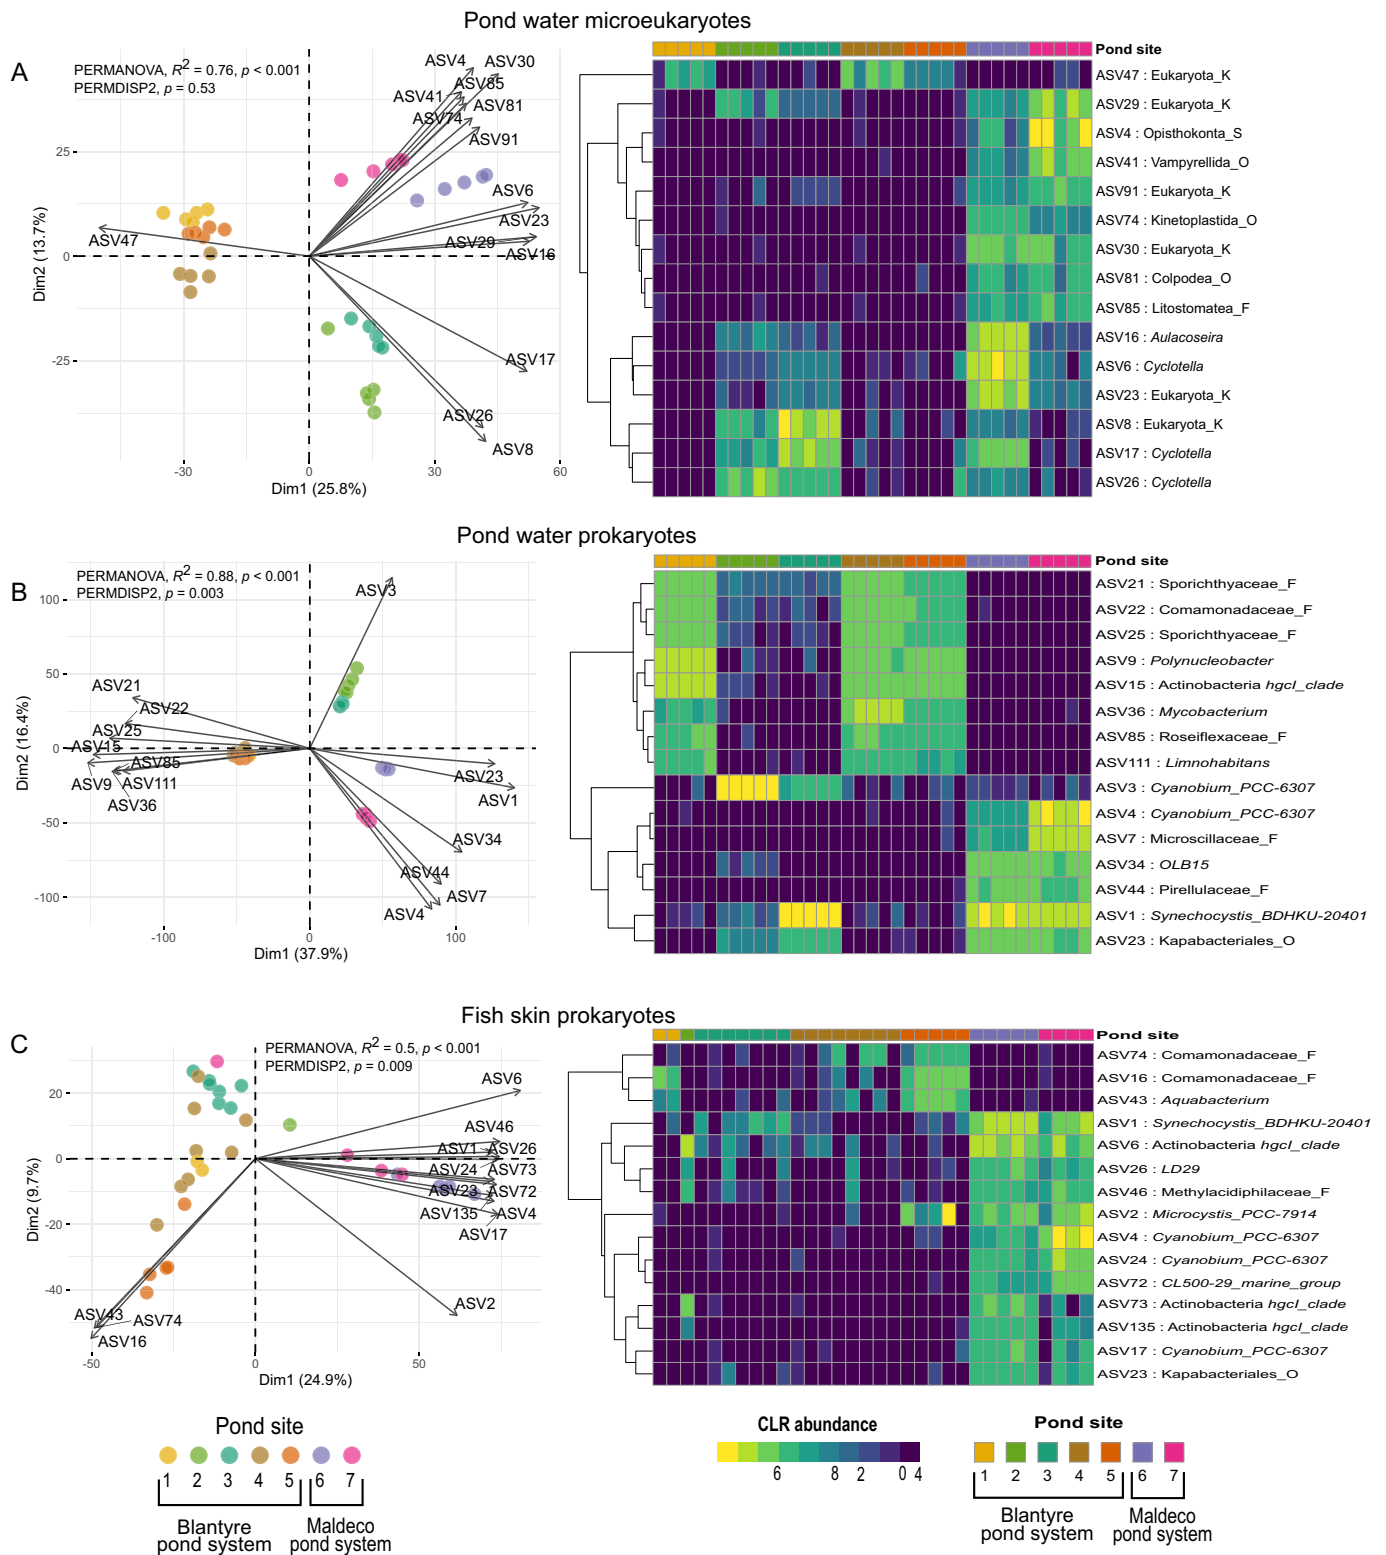 Pond water microeukaryotes
A
PERMANOVA, R2 = 0.76, p < 0.001
PERMDISP2, p = 0.53
ASV4
ASV30
ASV85
ASV41
ASV81
ASV74
ASV91
ASV6
ASV23
ASV47
ASV29
ASV16
ASV17
ASV26
ASV8
25
0
-25
Dim2 (13.7%)
-30
0
30
60
Dim1 (25.8%)
Pond site
ASV47 : Eukaryota_K
ASV29 : Eukaryota_K
ASV4 : Opisthokonta_S
ASV41 : Vampyrellida_O
ASV91 : Eukaryota_K
ASV74 : Kinetoplastida_O
ASV30 : Eukaryota_K
ASV81 : Colpodea_O
ASV85 : Litostomatea_F
ASV16 : Aulacoseira
ASV6 : Cyclotella
ASV23 : Eukaryota_K
ASV8 : Eukaryota_K
ASV17 : Cyclotella
ASV26 : Cyclotella
Pond water prokaryotes
B
PERMANOVA, R2 = 0.88, p < 0.001
PERMDISP2, p = 0.003
ASV3
ASV21
ASV22
ASV25
ASV15
ASV85
ASV9
ASV111
ASV36
ASV23
ASV1
ASV34
ASV44
ASV7
ASV4
100
50
0
-50
-100
Dim2 (16.4%)
-100
0
100
Dim1 (37.9%)
Pond site
ASV21 : Sporichthyaceae_F
ASV22 : Comamonadaceae_F
ASV25 : Sporichthyaceae_F
ASV9 : Polynucleobacter
ASV15 : Actinobacteria hgcI_clade
ASV36 : Mycobacterium
ASV85 : Roseiflexaceae_F
ASV111 : Limnohabitans
ASV3 : Cyanobium_PCC-6307
ASV4 : Cyanobium_PCC-6307
ASV7 : Microscillaceae_F
ASV34 : OLB15
ASV44 : Pirellulaceae_F
ASV1 : Synechocystis_BDHKU-20401
ASV23 : Kapabacteriales_O
Fish skin prokaryotes
C
PERMANOVA, R2 = 0.5, p < 0.001
PERMDISP2, p = 0.009
ASV6
ASV46
ASV1
ASV26
ASV24
ASV73
ASV23
ASV72
ASV135
ASV4
ASV17
ASV2
ASV43
ASV74
ASV16
20
0
-20
-40
Dim2 (9.7%)
-50
0
50
Dim1 (24.9%)
Pond site
ASV74 : Comamonadaceae_F
ASV16 : Comamonadaceae_F
ASV43 : Aquabacterium
ASV1 : Synechocystis_BDHKU-20401
ASV6 : Actinobacteria hgcI_clade
ASV26 : LD29
ASV46 : Methylacidiphilaceae_F
ASV2 : Microcystis_PCC-7914
ASV4 : Cyanobium_PCC-6307
ASV24 : Cyanobium_PCC-6307
ASV72 : CL500-29_marine_group
ASV73 : Actinobacteria hgcI_clade
ASV135 : Actinobacteria hgcI_clade
ASV17 : Cyanobium_PCC-6307
ASV23 : Kapabacteriales_O
Pond site
1 2 3 4 5 6 7
Blantyre pond system
Maldeco pond system
CLR abundance
6 8 2 0 4
Pond site
1 2 3 4 5 6 7
Blantyre pond system
Maldeco pond system